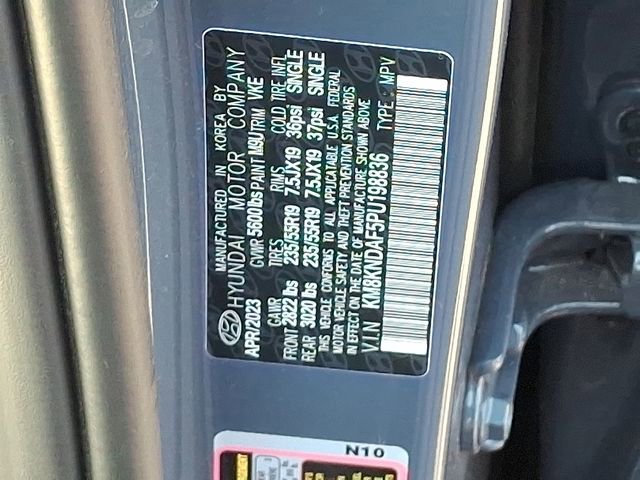 MANUFACTURED IN KOREA BY
HYUNDAI MOTOR COMPANY
APR/2023 GVWR 5600lbs PAINT M9U TRIM VKE
GAWR TIRES RIMS COLD TIRE INFL
FRONT 2822 lbs 235/55R19 7.5JX19 36psi SINGLE
REAR 3020 lbs 235/55R19 7.5JX19 37psi SINGLE
THIS VEHICLE CONFORMS TO ALL APPLICABLE U.S.A. FEDERAL
MOTOR VEHICLE SAFETY AND THEFT PREVENTION STANDARDS
IN EFFECT ON THE DATE OF MANUFACTURE SHOWN ABOVE
V.I.N KM8KNDAF5PU198836 TYPE : MPV
N10